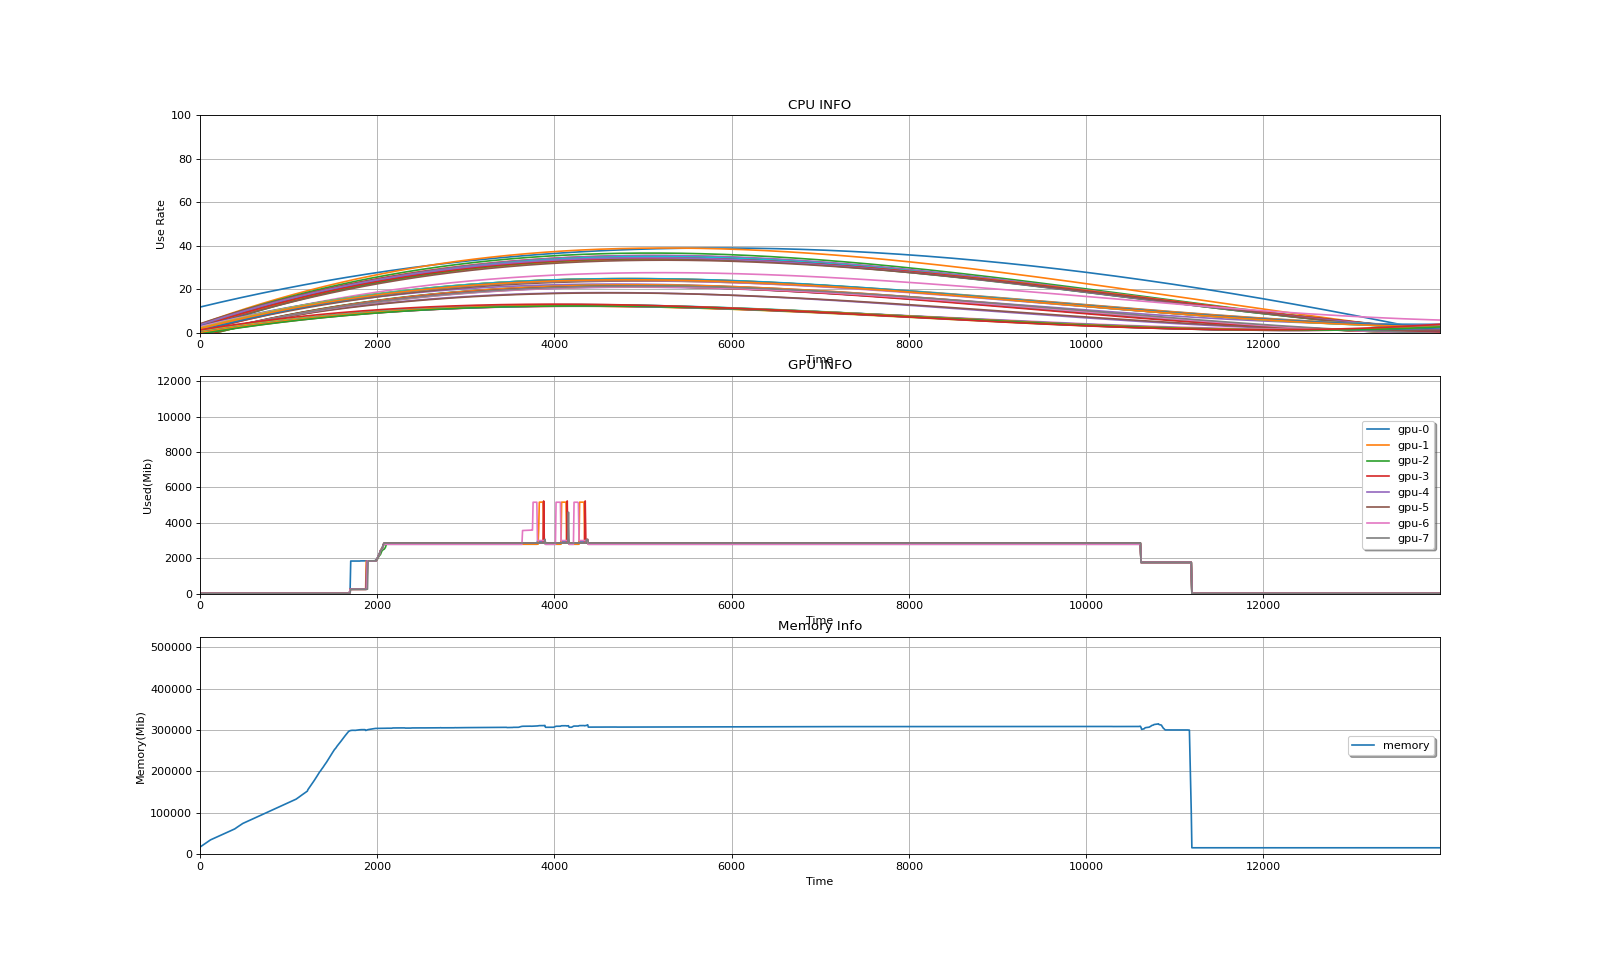 CPU INFO
100
80
60
40
20
0
Use Rate
0 2000 4000 6000 8000 10000 12000
Time
GPU INFO
12000
10000
8000
6000
4000
2000
0
Used(Mib)
gpu-0
gpu-1
gpu-2
gpu-3
gpu-4
gpu-5
gpu-6
gpu-7
0 2000 4000 6000 8000 10000 12000
Time
Memory Info
500000
400000
300000
200000
100000
0
Memory(Mib)
memory
0 2000 4000 6000 8000 10000 12000
Time